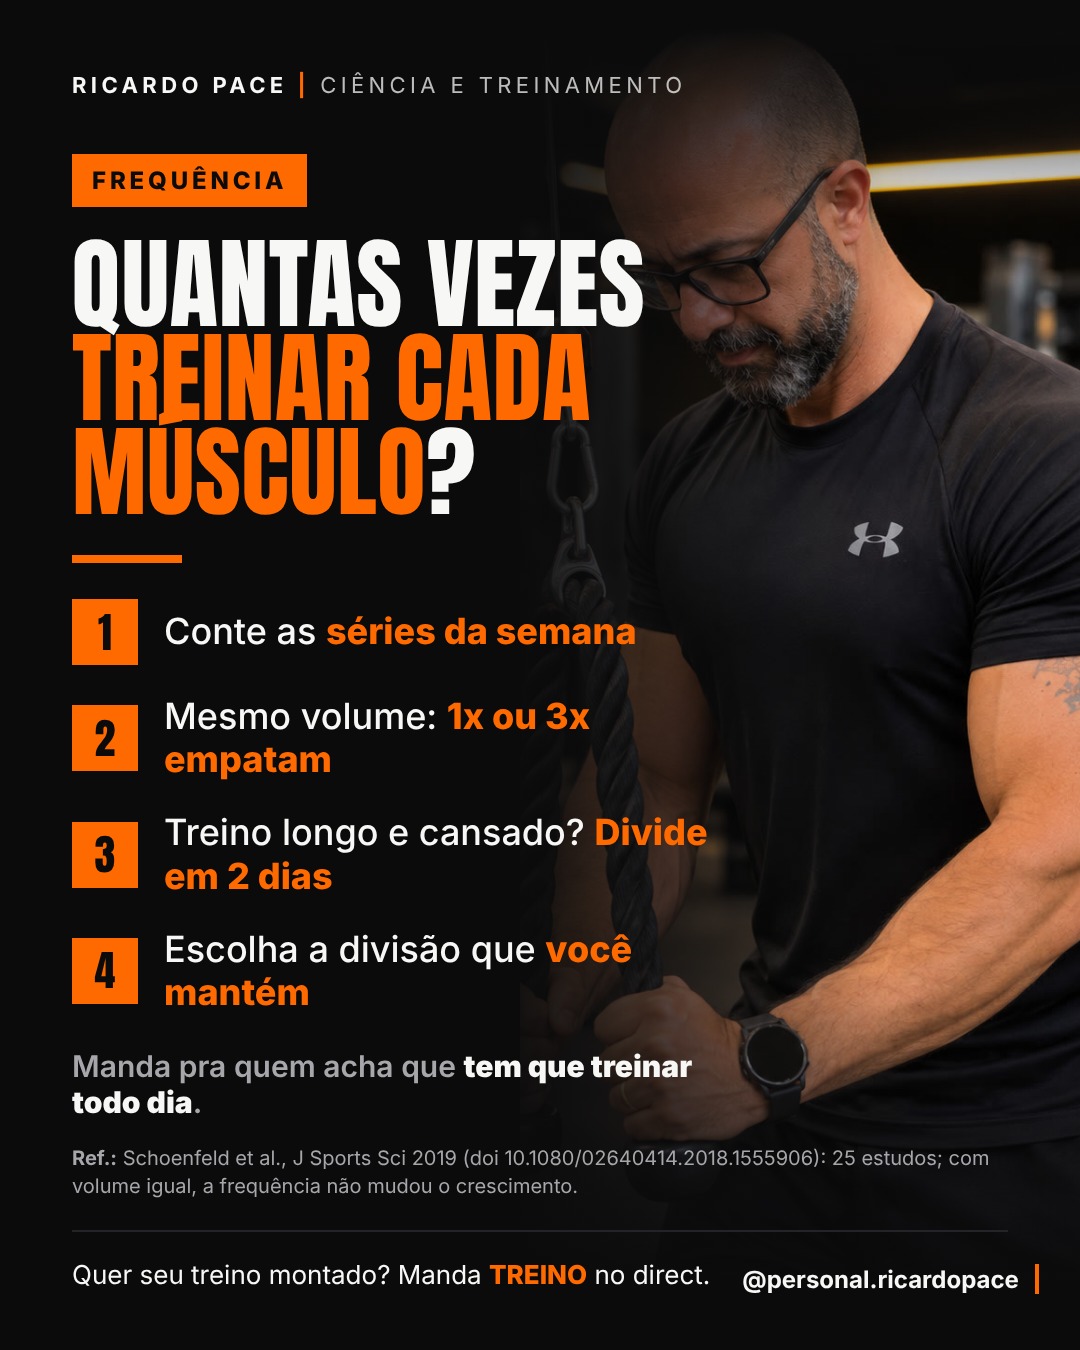 RICARDO PACE | CIÊNCIA E TREINAMENTO
FREQUÊNCIA
QUANTAS VEZES
TREINAR CADA
MÚSCULO?
1 Conte as séries da semana
2 Mesmo volume: 1x ou 3x
empatam
3 Treino longo e cansado? Divide
em 2 dias
4 Escolha a divisão que você
mantém
Manda pra quem acha que tem que treinar
todo dia.
Ref.: Schoenfeld et al., J Sports Sci 2019 (doi 10.1080/02640414.2018.1555906): 25 estudos; com
volume igual, a frequência não mudou o crescimento.
Quer seu treino montado? Manda TREINO no direct. @personal.ricardopace |